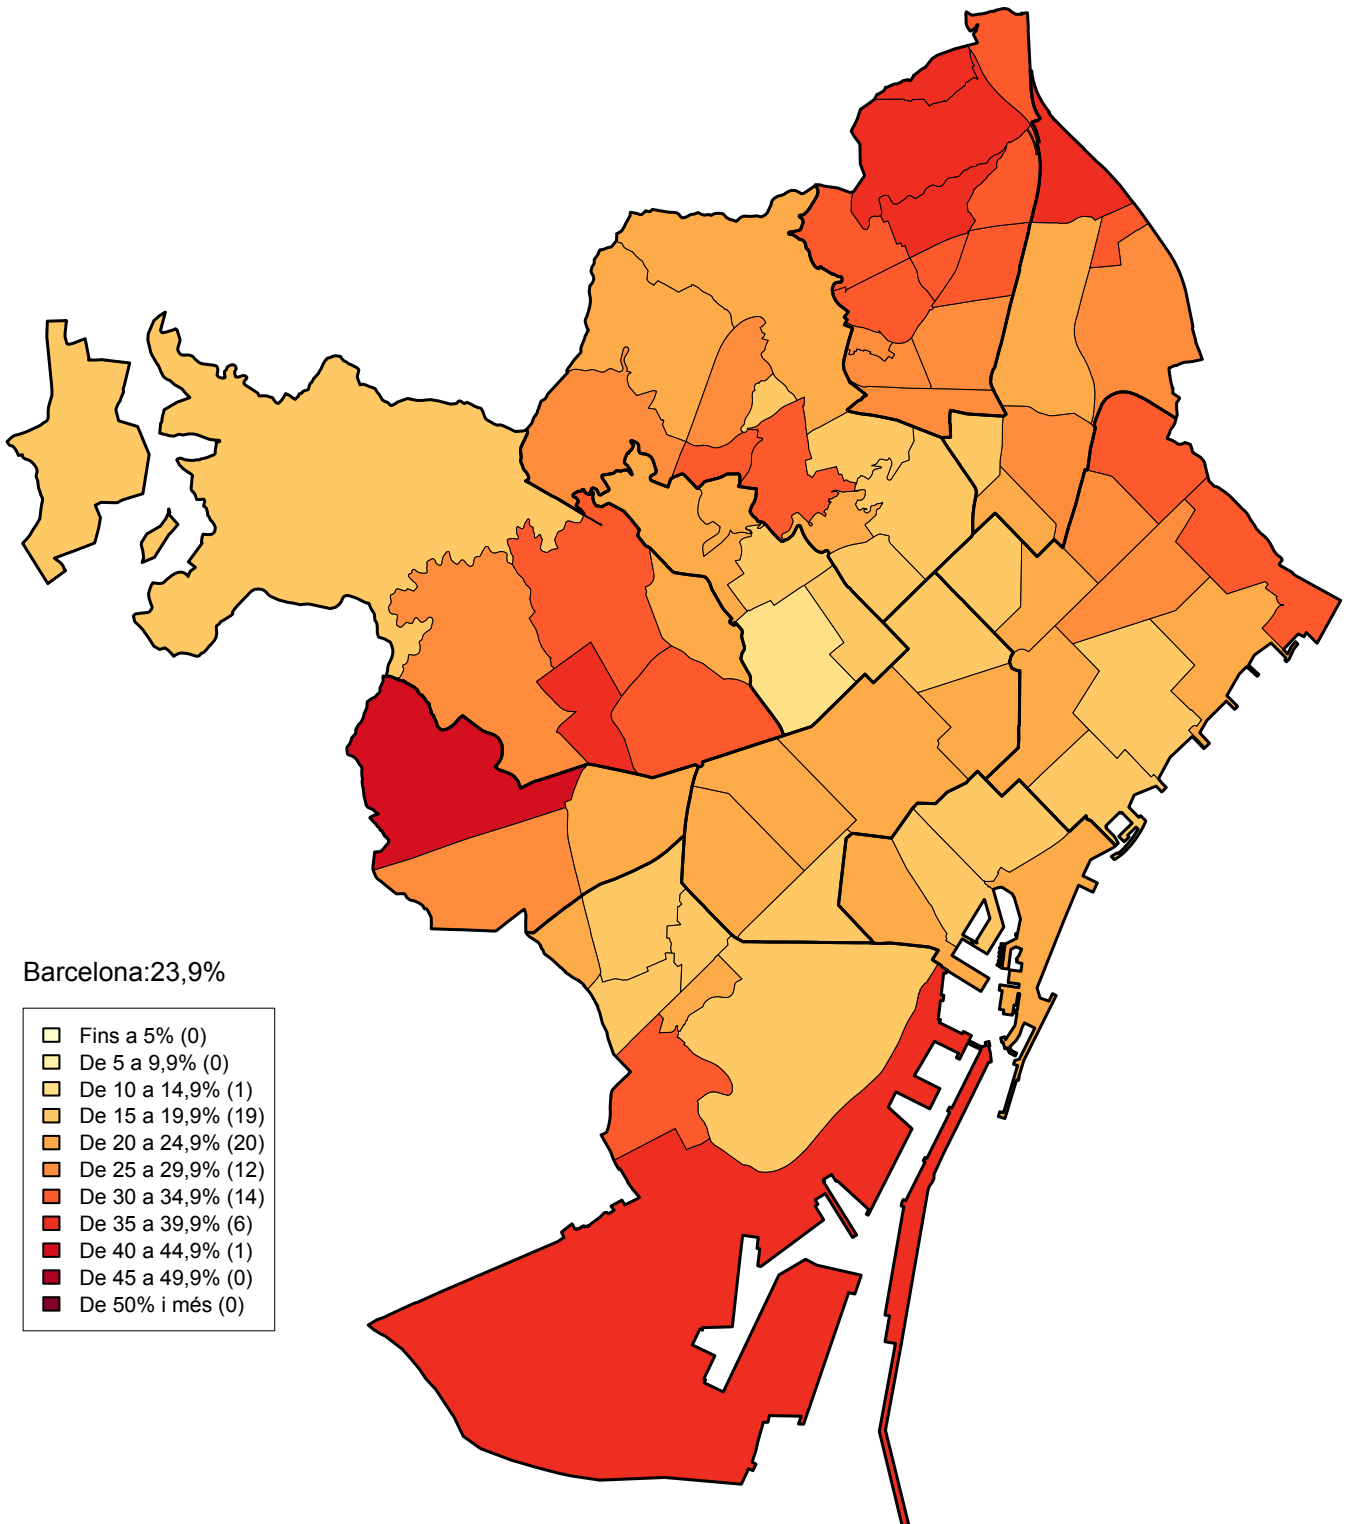 Barcelona:23,9%
Fins a 5% (0)
De 5 a 9,9% (0)
De 10 a 14,9% (1)
De 15 a 19,9% (19)
De 20 a 24,9% (20)
De 25 a 29,9% (12)
De 30 a 34,9% (14)
De 35 a 39,9% (6)
De 40 a 44,9% (1)
De 45 a 49,9% (0)
De 50% i més (0)